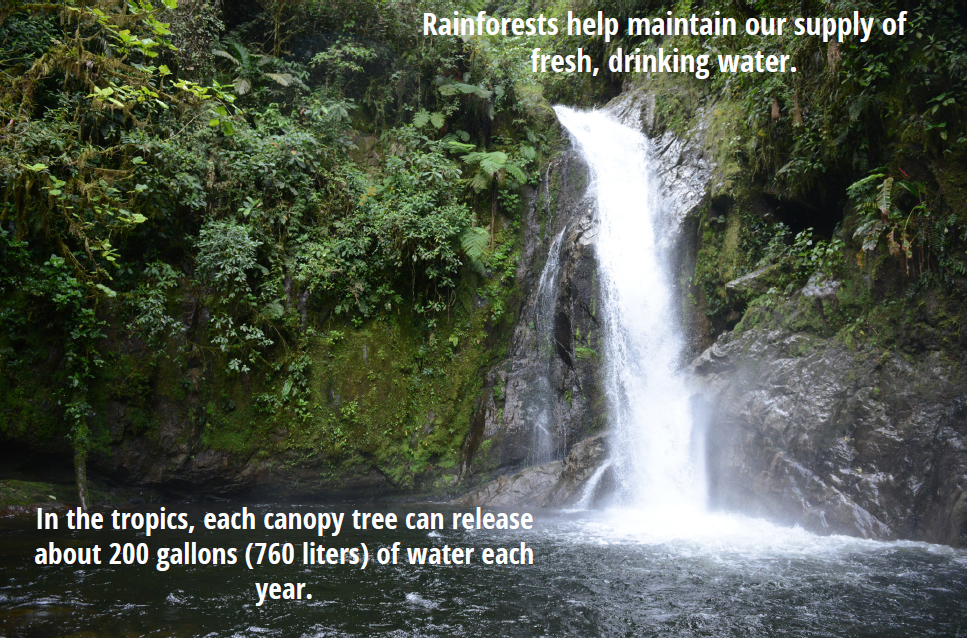 Rainforests help maintain our supply of
fresh, drinking water.
In the tropics, each canopy tree can release
about 200 gallons (760 liters) of water each
year.